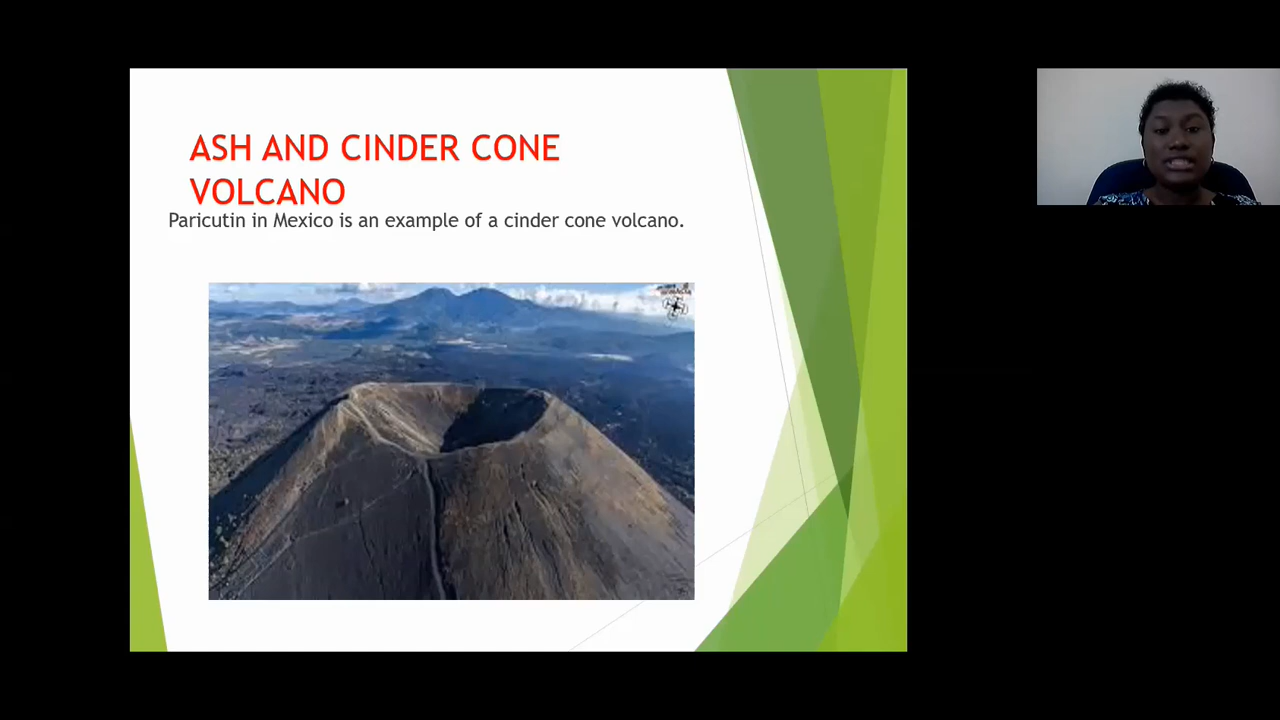 ASH AND CINDER CONE
VOLCANO
Paricutin in Mexico is an example of a cinder cone volcano.